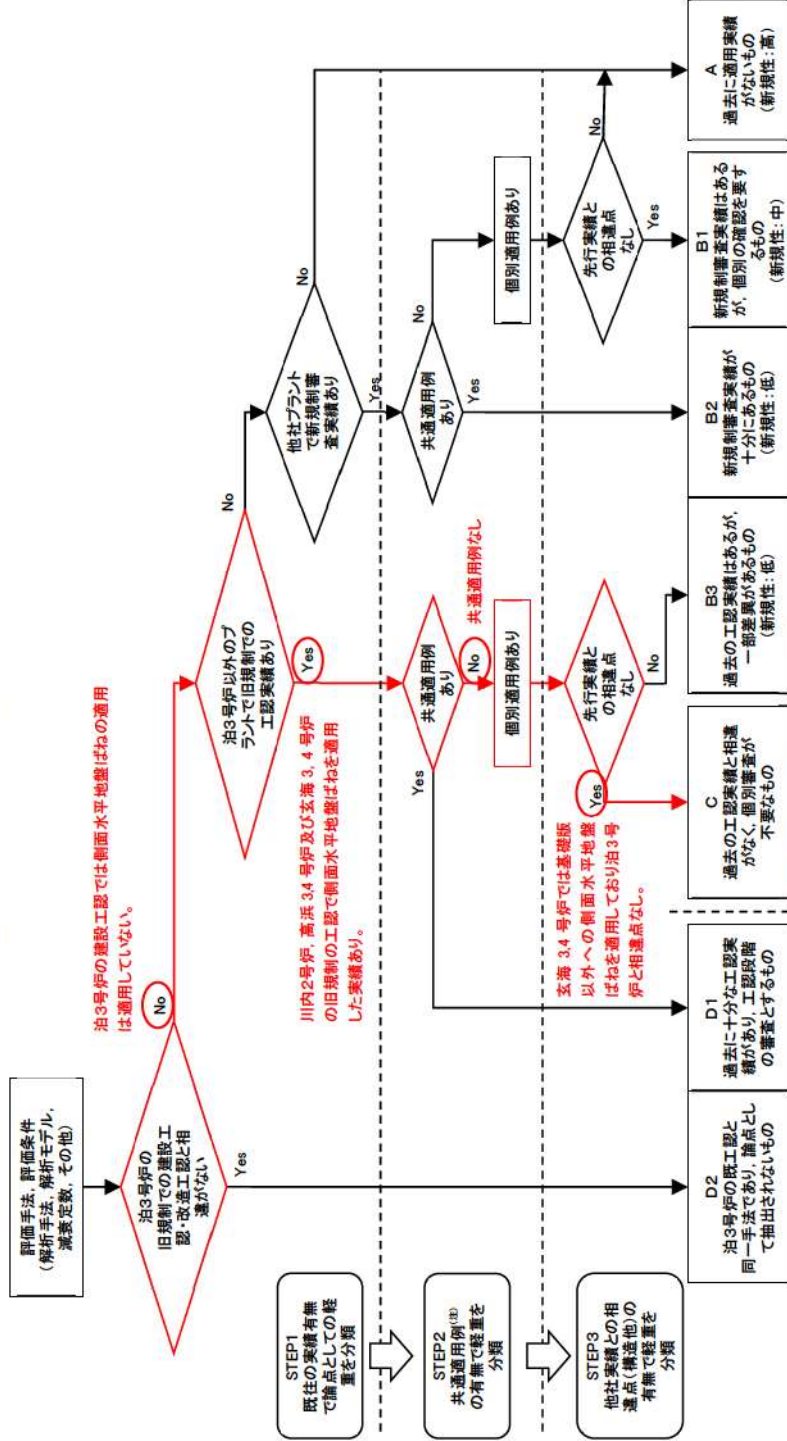 評価手法, 評価条件
(解析手法, 解析モデル,
減衰定数, その他)
泊3号炉の
旧規制での建設工
認・改造工認と相
違がない
No
Yes
泊3号炉の建設工認では側面水平地盤ばねの適用
は適用していない。
泊3号炉以外のプ
ラントで旧規制での
工認実績あり
Yes
No
川内2号炉, 高浜 3,4 号炉及び玄海 3, 4 号炉
の旧規制の工認で側面水平地盤ばねを適用
した実績あり。
他社プラント
で新規制審
査実績あり
No
Yes
STEP1
既往の実績有無
で論点としての軽
重を分類
STEP2
共通適用例(注)
の有無で軽重を
分類
STEP3
他社実績との相
違点(構造他)の
有無で軽重を
分類
共通適用例
あり
Yes
No
共通適用例なし
個別適用例あり
共通適用例
あり
No
Yes
個別適用例あり
玄海 3,4 号炉では基礎版
以外への側面水平地盤
ばねを適用しており泊3号
炉と相違点なし。
先行実績と
の相違点
なし
Yes
No
先行実績と
の相違点
なし
No
Yes
D2
泊3号炉の既工認と
同一手法であり, 論点とし
て抽出されないもの
D1
過去に十分な工認実
績があり, 工認段階
の審査とするもの
C
過去の工認実績と相違
がなく, 個別審査が
不要なもの
B3
過去の工認実績はあるが,
一部差異があるもの
(新規性:低)
B2
新規制審査実績が
十分にあるもの
(新規性:低)
B1
新規制審査実績はある
が, 個別の確認を要す
るもの
(新規性:中)
A
過去に適用実績
がないもの
(新規性:高)